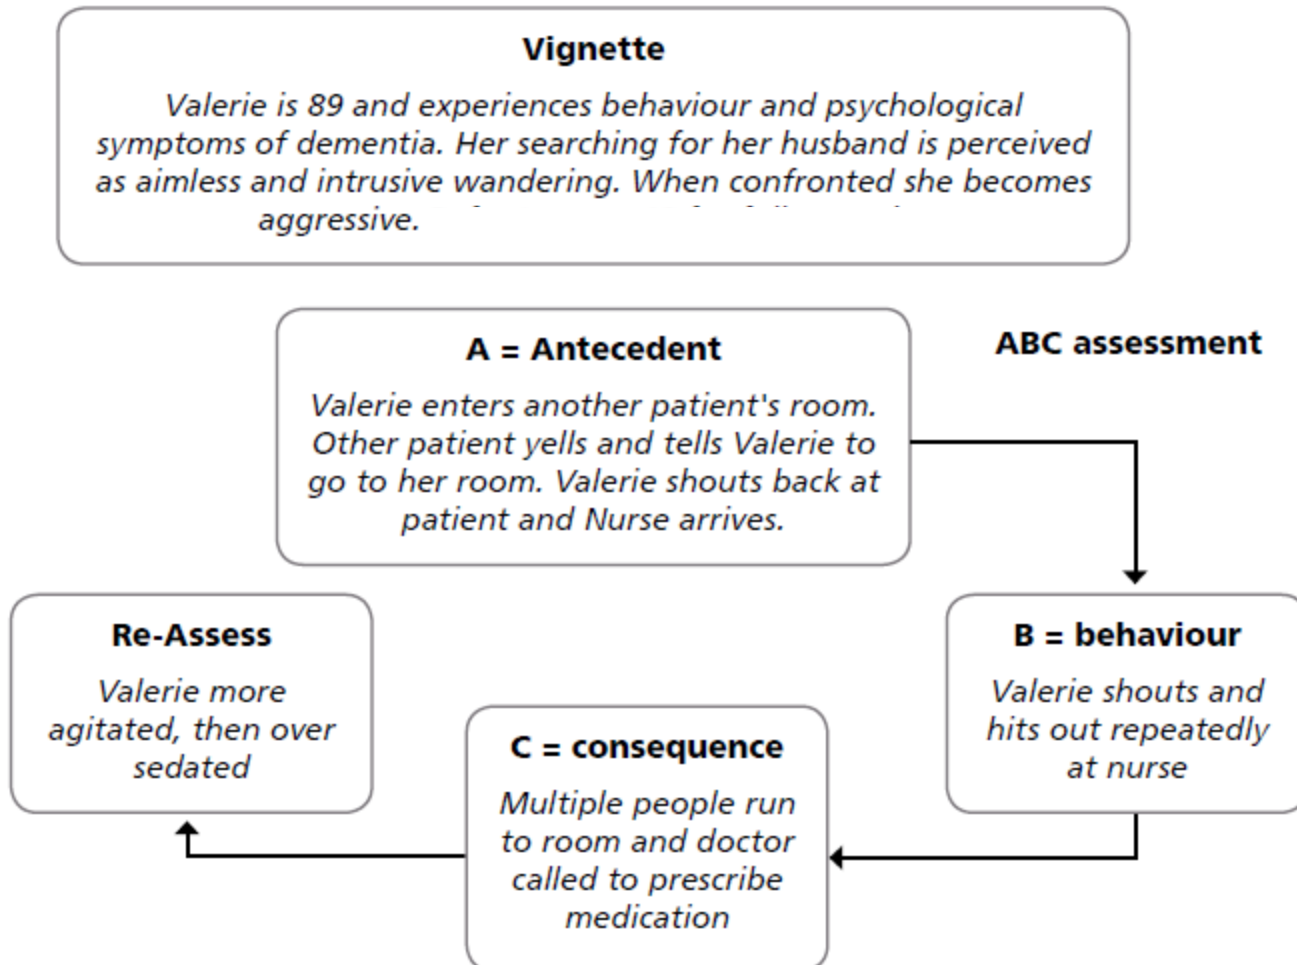 Vignette
Valerie is 89 and experiences behaviour and psychological
symptoms of dementia. Her searching for her husband is perceived
as aimless and intrusive wandering. When confronted she becomes
aggressive.
A = Antecedent
Valerie enters another patient's room.
Other patient yells and tells Valerie to
go to her room. Valerie shouts back at
patient and Nurse arrives.
ABC assessment
B = behaviour
Valerie shouts and
hits out repeatedly
at nurse
C = consequence
Multiple people run
to room and doctor
called to prescribe
medication
Re-Assess
Valerie more
agitated, then over
sedated